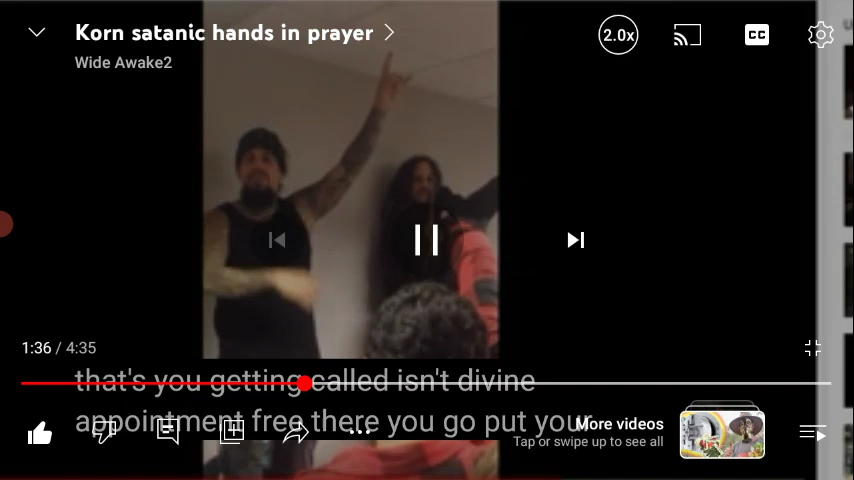 Korn satanic hands in prayer
Wide Awake2
2.0x
CC
1:36 / 4:35
that's you getting called isn't divine
appointment free there you go put your
More videos
Tap or swipe up to see all